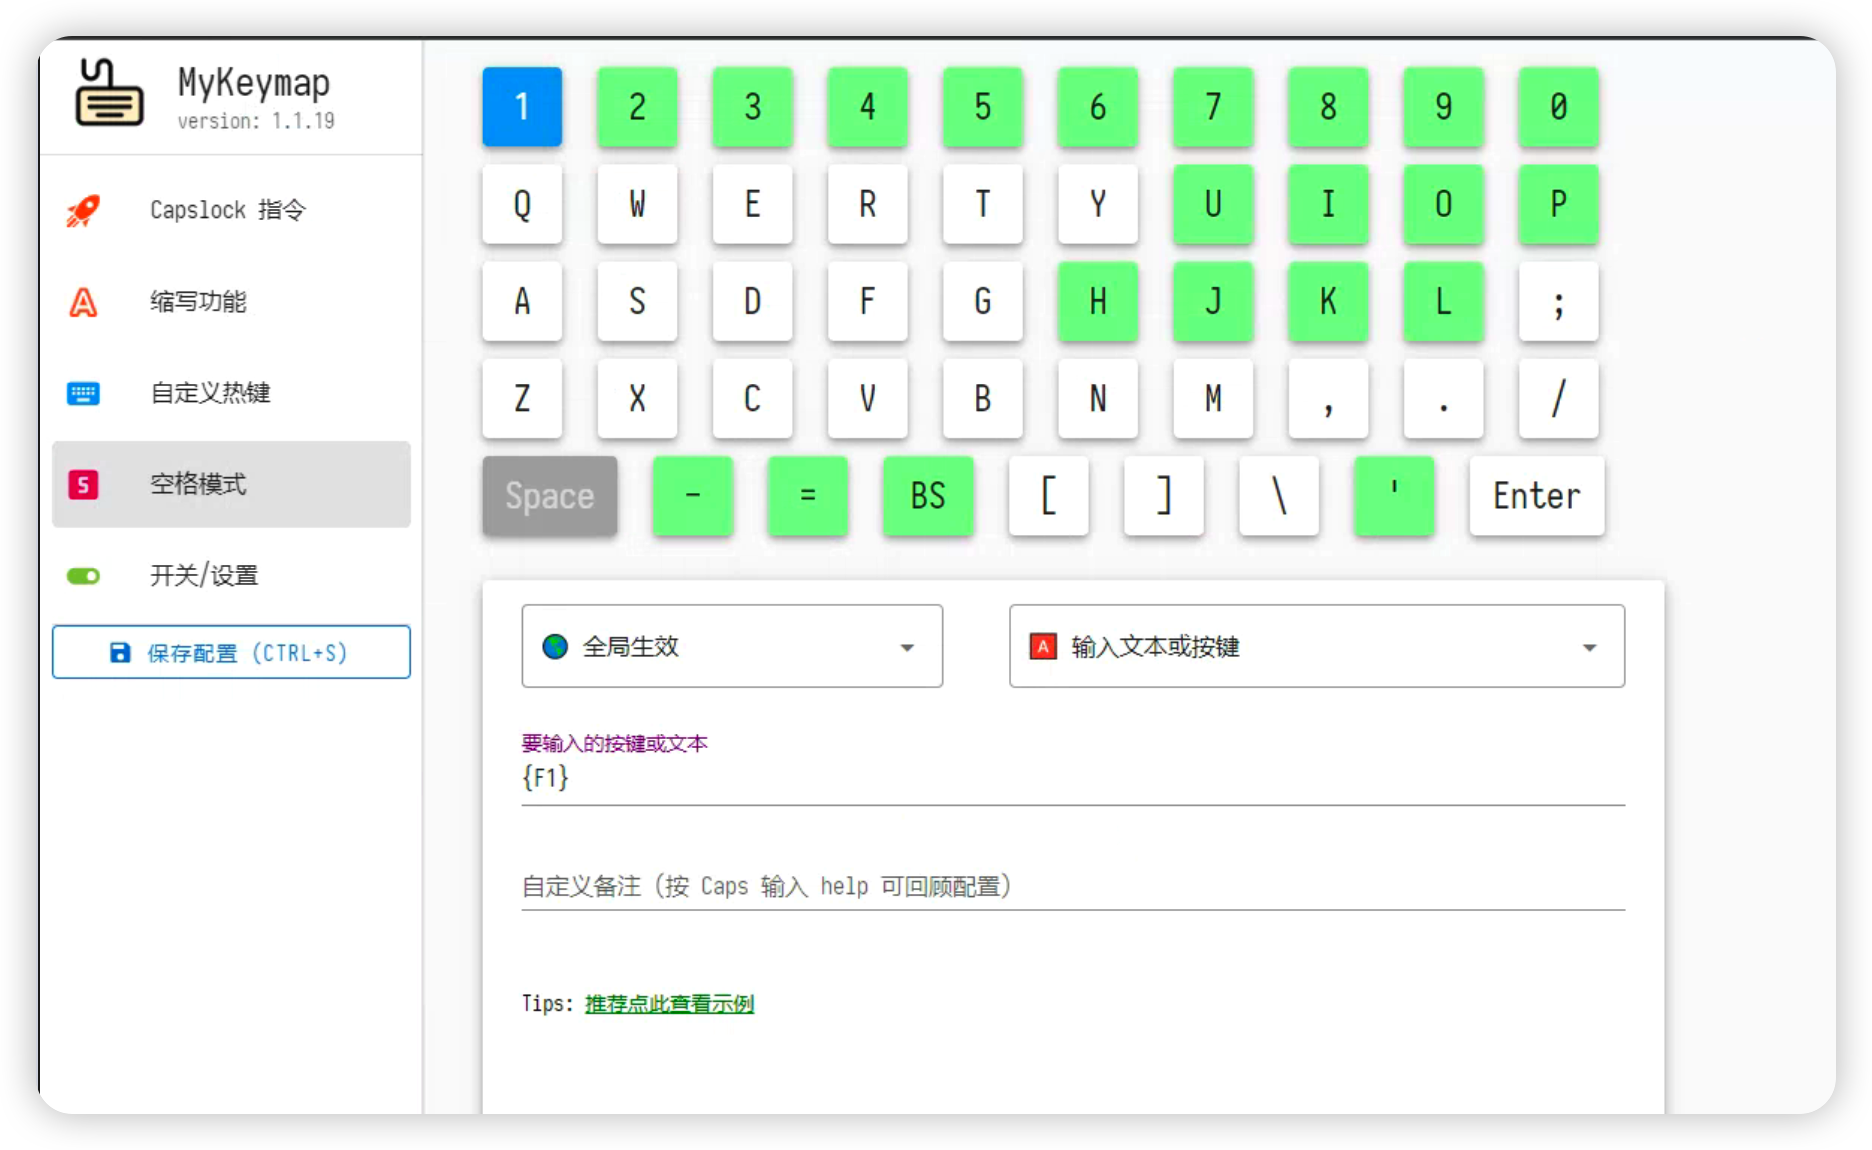 MyKeymap
version: 1.1.19
Capslock 指令
缩写功能
自定义热键
S 空格模式
开关/设置
保存配置 (CTRL+S)
1 2 3 4 5 6 7 8 9 0
Q W E R T Y U I O P
A S D F G H J K L ;
Z X C V B N M , . /
Space - = BS [ ] \ ' Enter
全局生效
A 输入文本或按键
要输入的按键或文本
{F1}
自定义备注 (按 Caps 输入 help 可回顾配置)
Tips: 推荐点此查看示例